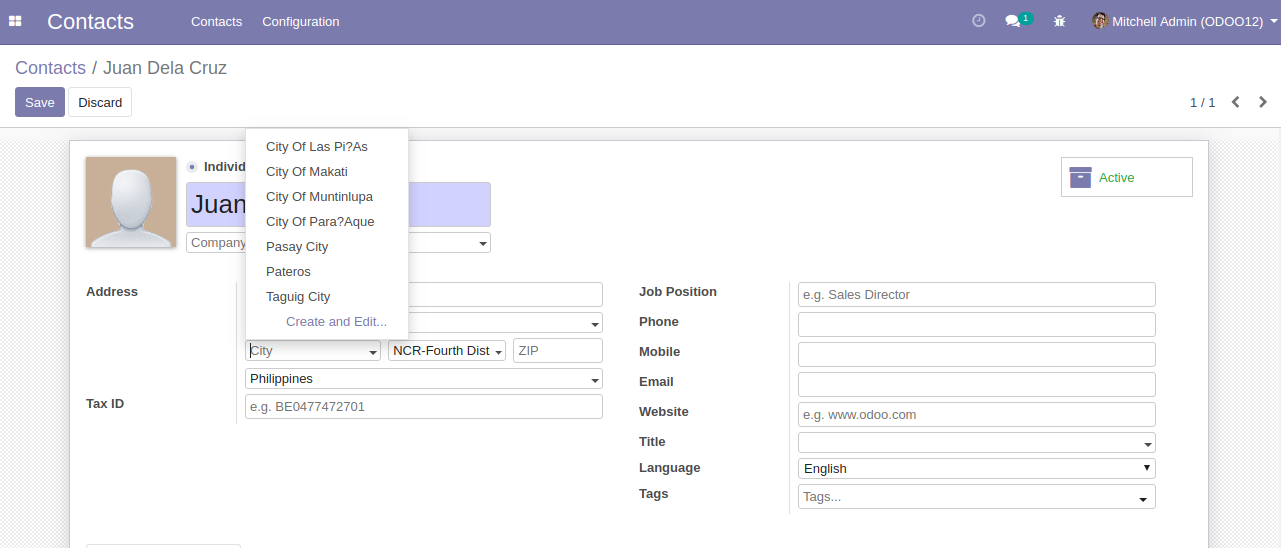 Contacts
Contacts
Configuration
1
Mitchell Admin (ODOO12)
Contacts / Juan Dela Cruz
Save
Discard
1 / 1
City Of Las Pi?As
City Of Makati
City Of Muntinlupa
City Of Para?Aque
Pasay City
Pateros
Taguig City
Create and Edit...
Individ
Juan
Company
Active
Address
City
NCR-Fourth Dist
ZIP
Philippines
Tax ID
e.g. BE0477472701
Job Position
e.g. Sales Director
Phone
Mobile
Email
Website
e.g. www.odoo.com
Title
Language
English
Tags
Tags...